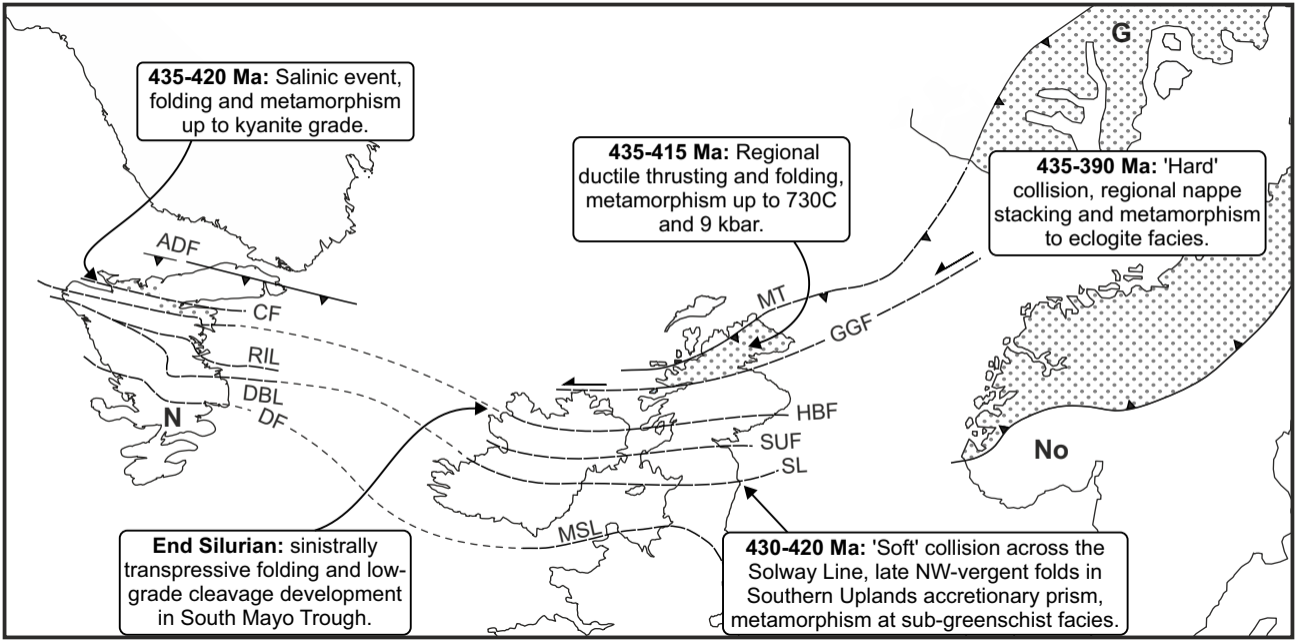 G
435-420 Ma: Salinic event,
folding and metamorphism
up to kyanite grade.
435-415 Ma: Regional
ductile thrusting and folding,
metamorphism up to 730C
and 9 kbar.
435-390 Ma: 'Hard'
collision, regional nappe
stacking and metamorphism
to eclogite facies.
ADF
CF
RIL
DBL
DF
N
MT
GGF
HBF
SUF
SL
MSL
No
End Silurian: sinistrally
transpressive folding and low-
grade cleavage development
in South Mayo Trough.
430-420 Ma: 'Soft' collision across the
Solway Line, late NW-vergent folds in
Southern Uplands accretionary prism,
metamorphism at sub-greenschist facies.